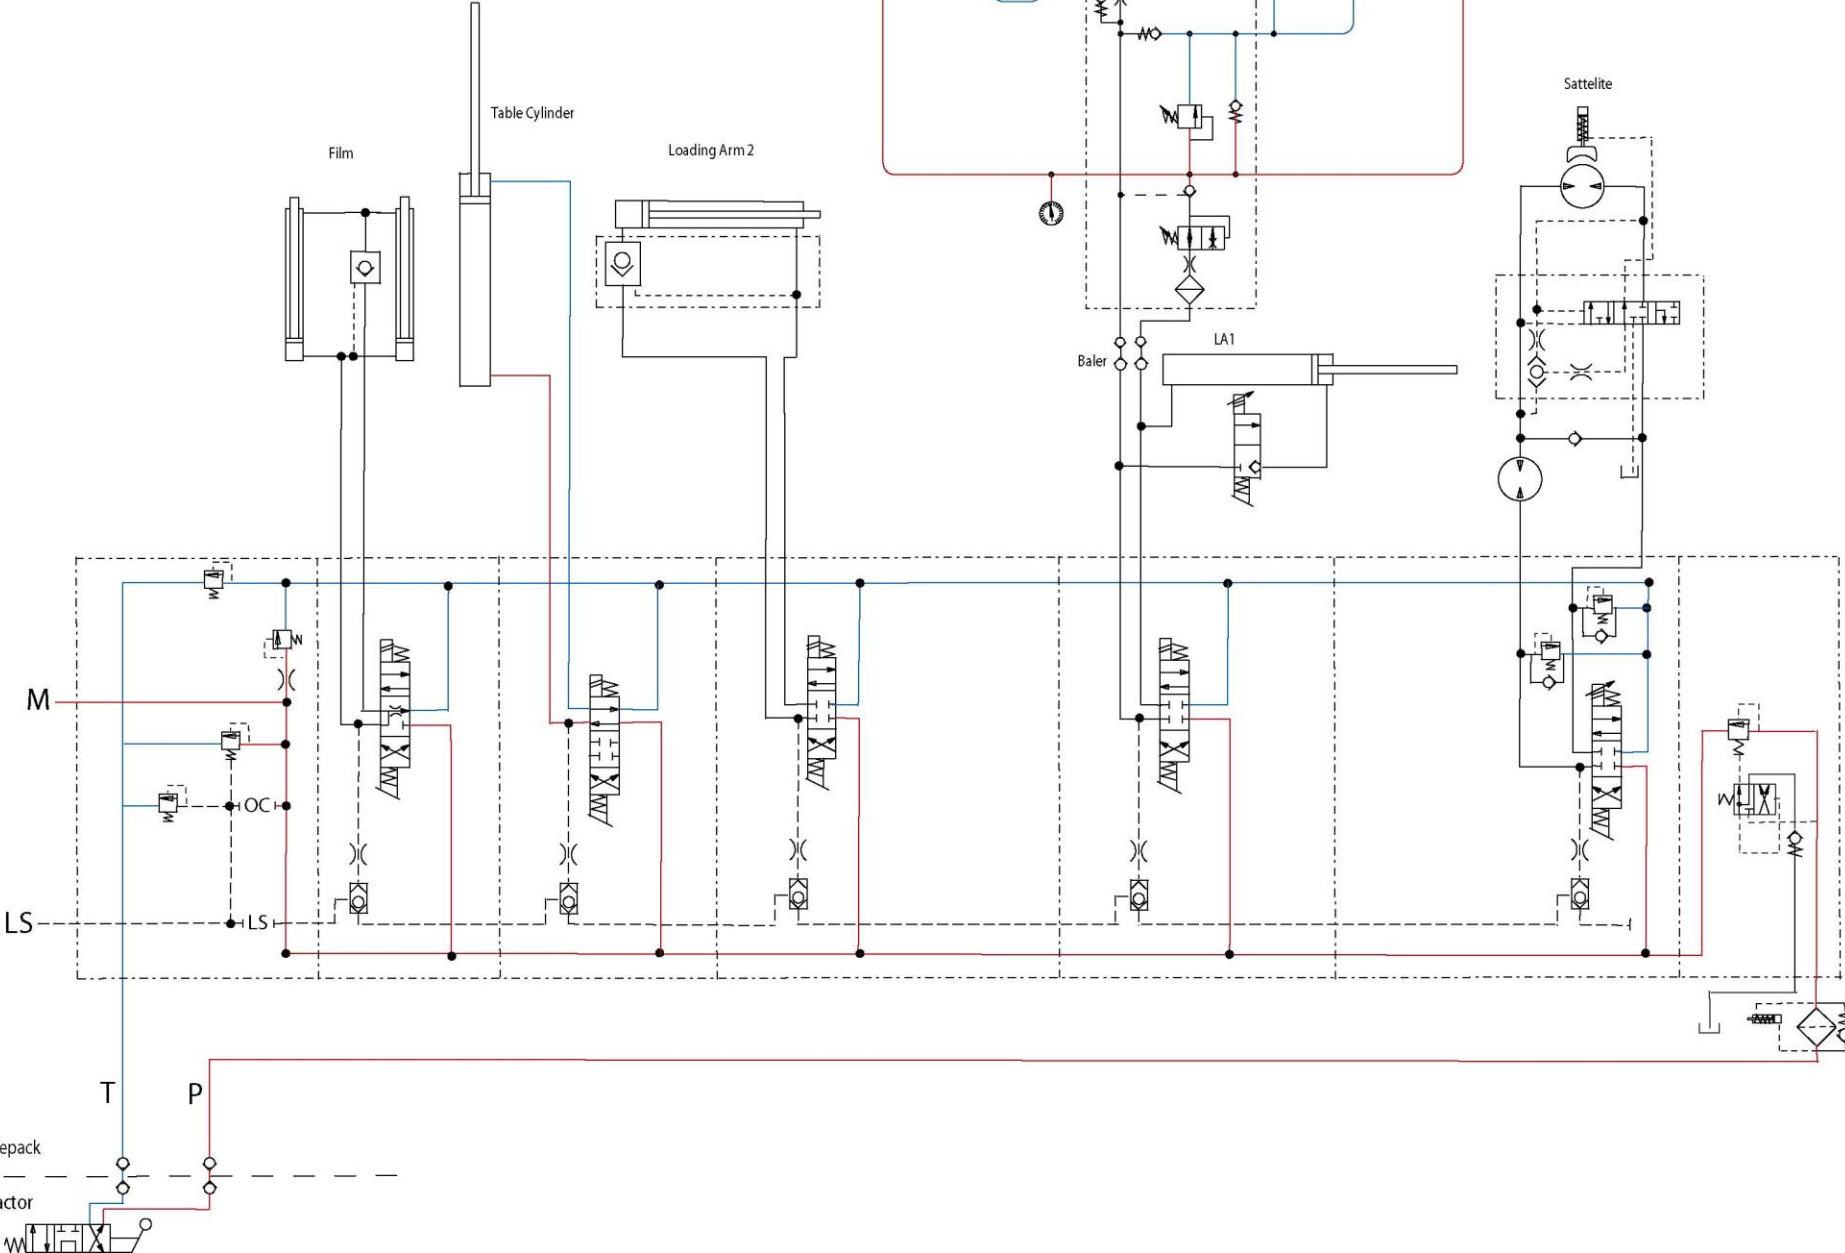 Sattelite
Table Cylinder
Film
Loading Arm 2
LA1
Baler
M
OC
LS
LS
T
P
epack
actor